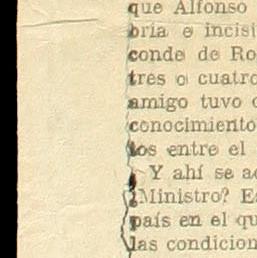 que Alfonso
bria e incisi
conde de Ro
tres o cuatro
amigo tuvo
conocimiento
los entre el
Y ahí se a
¿Ministro? E
país en el qu
las condicion